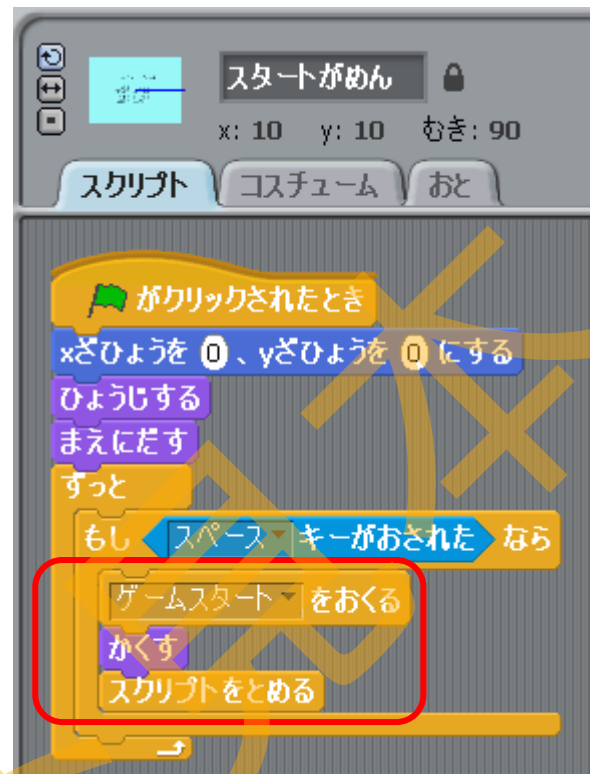 スタートがめん
x: 10 y: 10 むき: 90
スクリプト コスチューム おと
がクリックされたとき
xざひょうを 0 、yざひょうを 0 にする
ひょうじする
まえにだす
ずっと
もし スペース キーがおされた なら
ゲームスタート をおくる
かくす
スクリプトをとめる